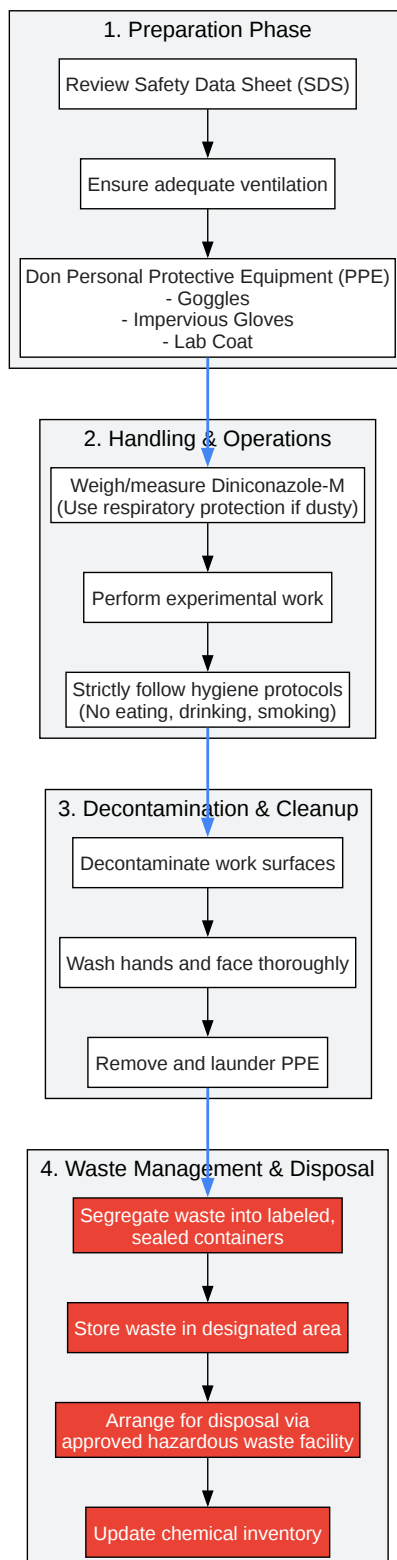 1. Preparation Phase
Review Safety Data Sheet (SDS)
Ensure adequate ventilation
Don Personal Protective Equipment (PPE)
- Goggles
- Impervious Gloves
- Lab Coat
2. Handling & Operations
Weigh/measure Diniconazole-M
(Use respiratory protection if dusty)
Perform experimental work
Strictly follow hygiene protocols
(No eating, drinking, smoking)
3. Decontamination & Cleanup
Decontaminate work surfaces
Wash hands and face thoroughly
Remove and launder PPE
4. Waste Management & Disposal
Segregate waste into labeled,
sealed containers
Store waste in designated area
Arrange for disposal via
approved hazardous waste facility
Update chemical inventory